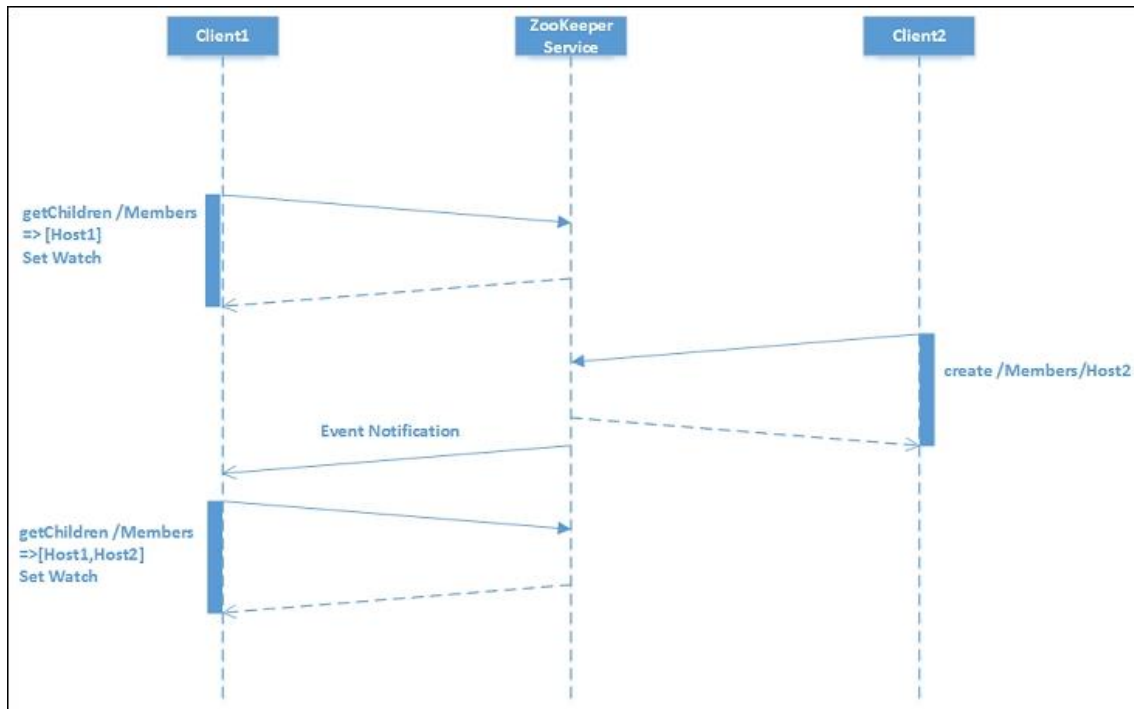 Client1
ZooKeeper
Service
Client2
getChildren /Members
=> [Host1]
Set Watch
create /Members/Host2
Event Notification
getChildren /Members
=>[Host1,Host2]
Set Watch